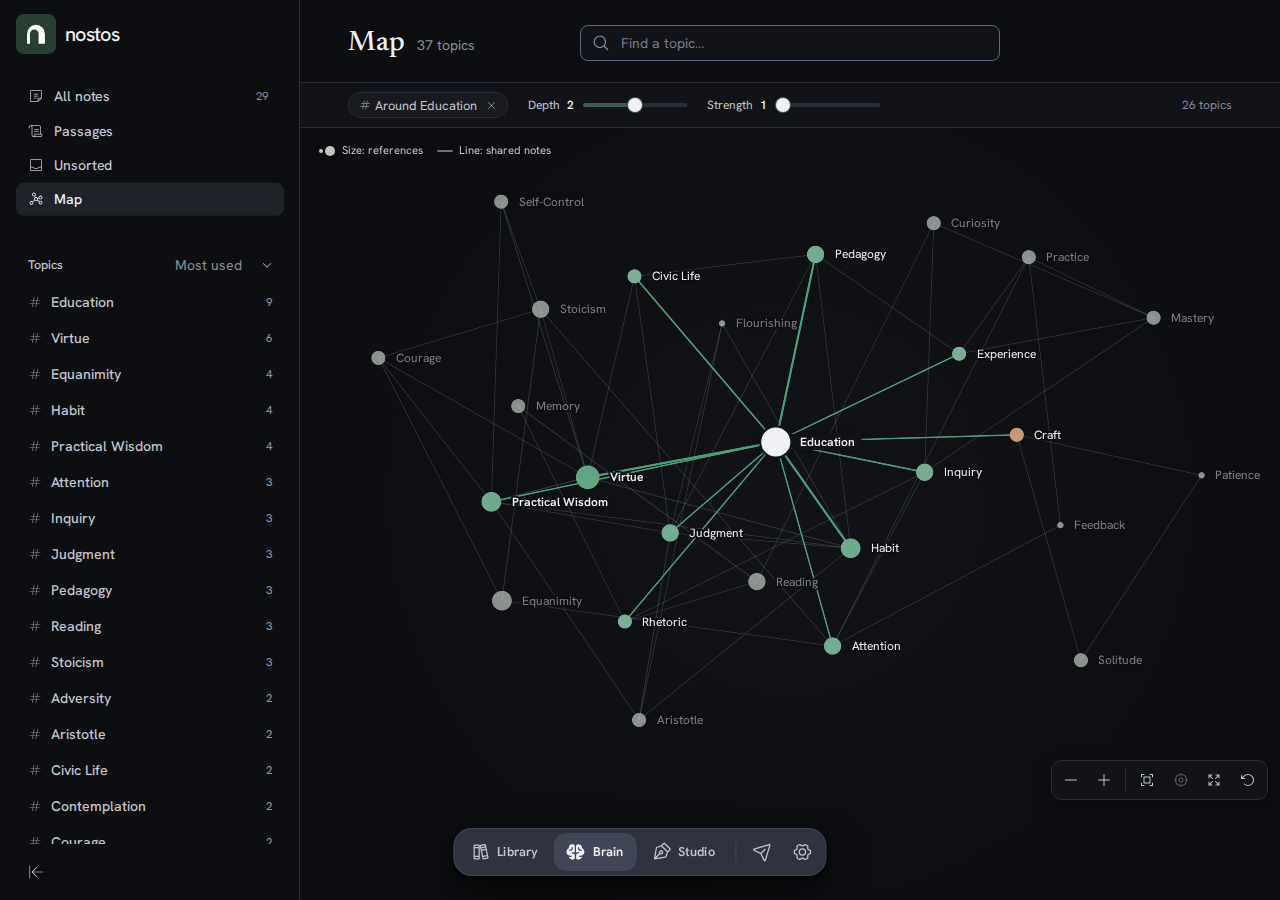 nostos
All notes 29
Passages
Unsorted
Map
Topics Most used
# Education 9
# Virtue 6
# Equanimity 4
# Habit 4
# Practical Wisdom 4
# Attention 3
# Inquiry 3
# Judgment 3
# Pedagogy 3
# Reading 3
# Stoicism 3
# Adversity 2
# Aristotle 2
# Civic Life 2
# Contemplation 2
# Courage 2
Map 37 topics
Find a topic...
# Around Education × Depth 2 Strength 1 26 topics
Size: references Line: shared notes
Self-Control
Curiosity
Pedagogy
Practice
Civic Life
Stoicism
Mastery
Flourishing
Experience
Courage
Memory
Craft
Education
Inquiry
Patience
Virtue
Practical Wisdom
Feedback
Judgment
Habit
Reading
Equanimity
Rhetoric
Attention
Solitude
Aristotle
Library Brain Studio